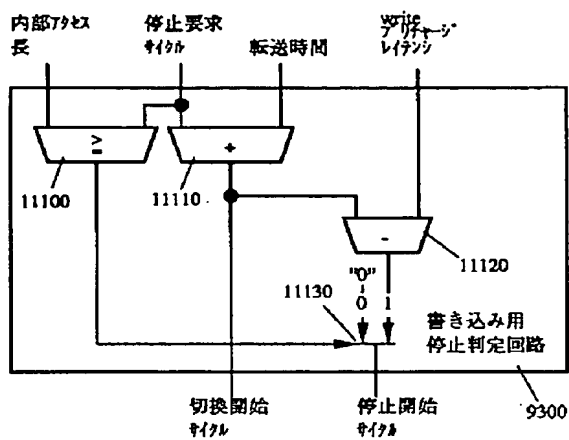 内部ｱｸｾｽ
長
停止要求
ｻｲｸﾙ
転送時間
write
ﾌﾟﾘﾁｬｰｼﾞ
ﾚｲﾃﾝｼ
≧
+
11100
11110
-
11120
"0"
11130
0
1
書き込み用
停止判定回路
切換開始
ｻｲｸﾙ
停止開始
ｻｲｸﾙ
9300